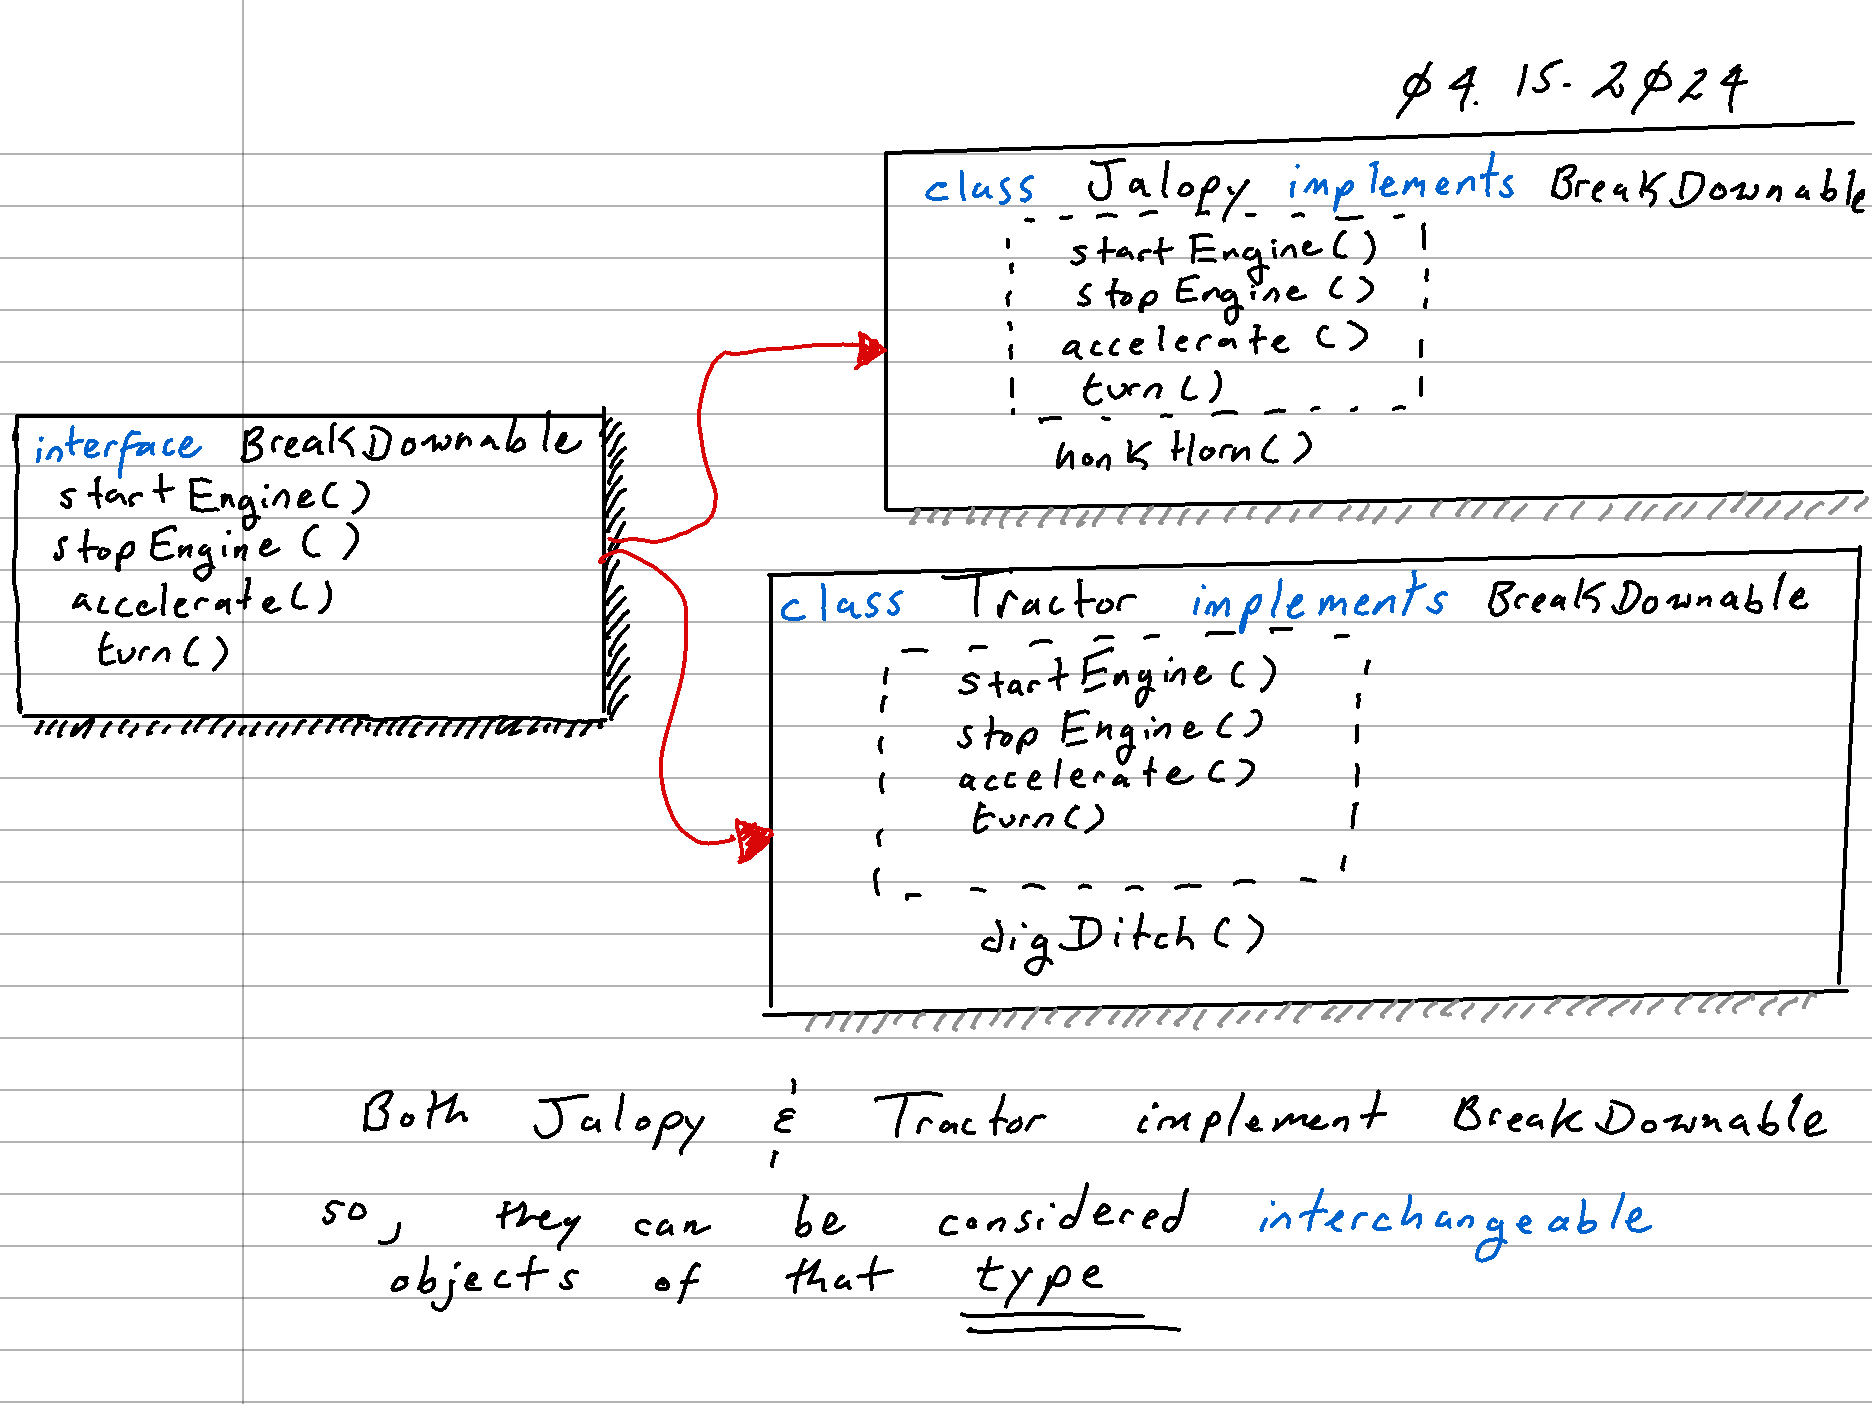 04.15.2024
class Jalopy implements BreakDownable
startEngine()
stopEngine()
accelerate()
turn()
honkHorn()
interface BreakDownable
startEngine()
stopEngine()
accelerate()
turn()
class Tractor implements BreakDownable
startEngine()
stopEngine()
accelerate()
turn()
digDitch()
Both Jalopy & Tractor implement BreakDownable
so, they can be considered interchangeable
objects of that type